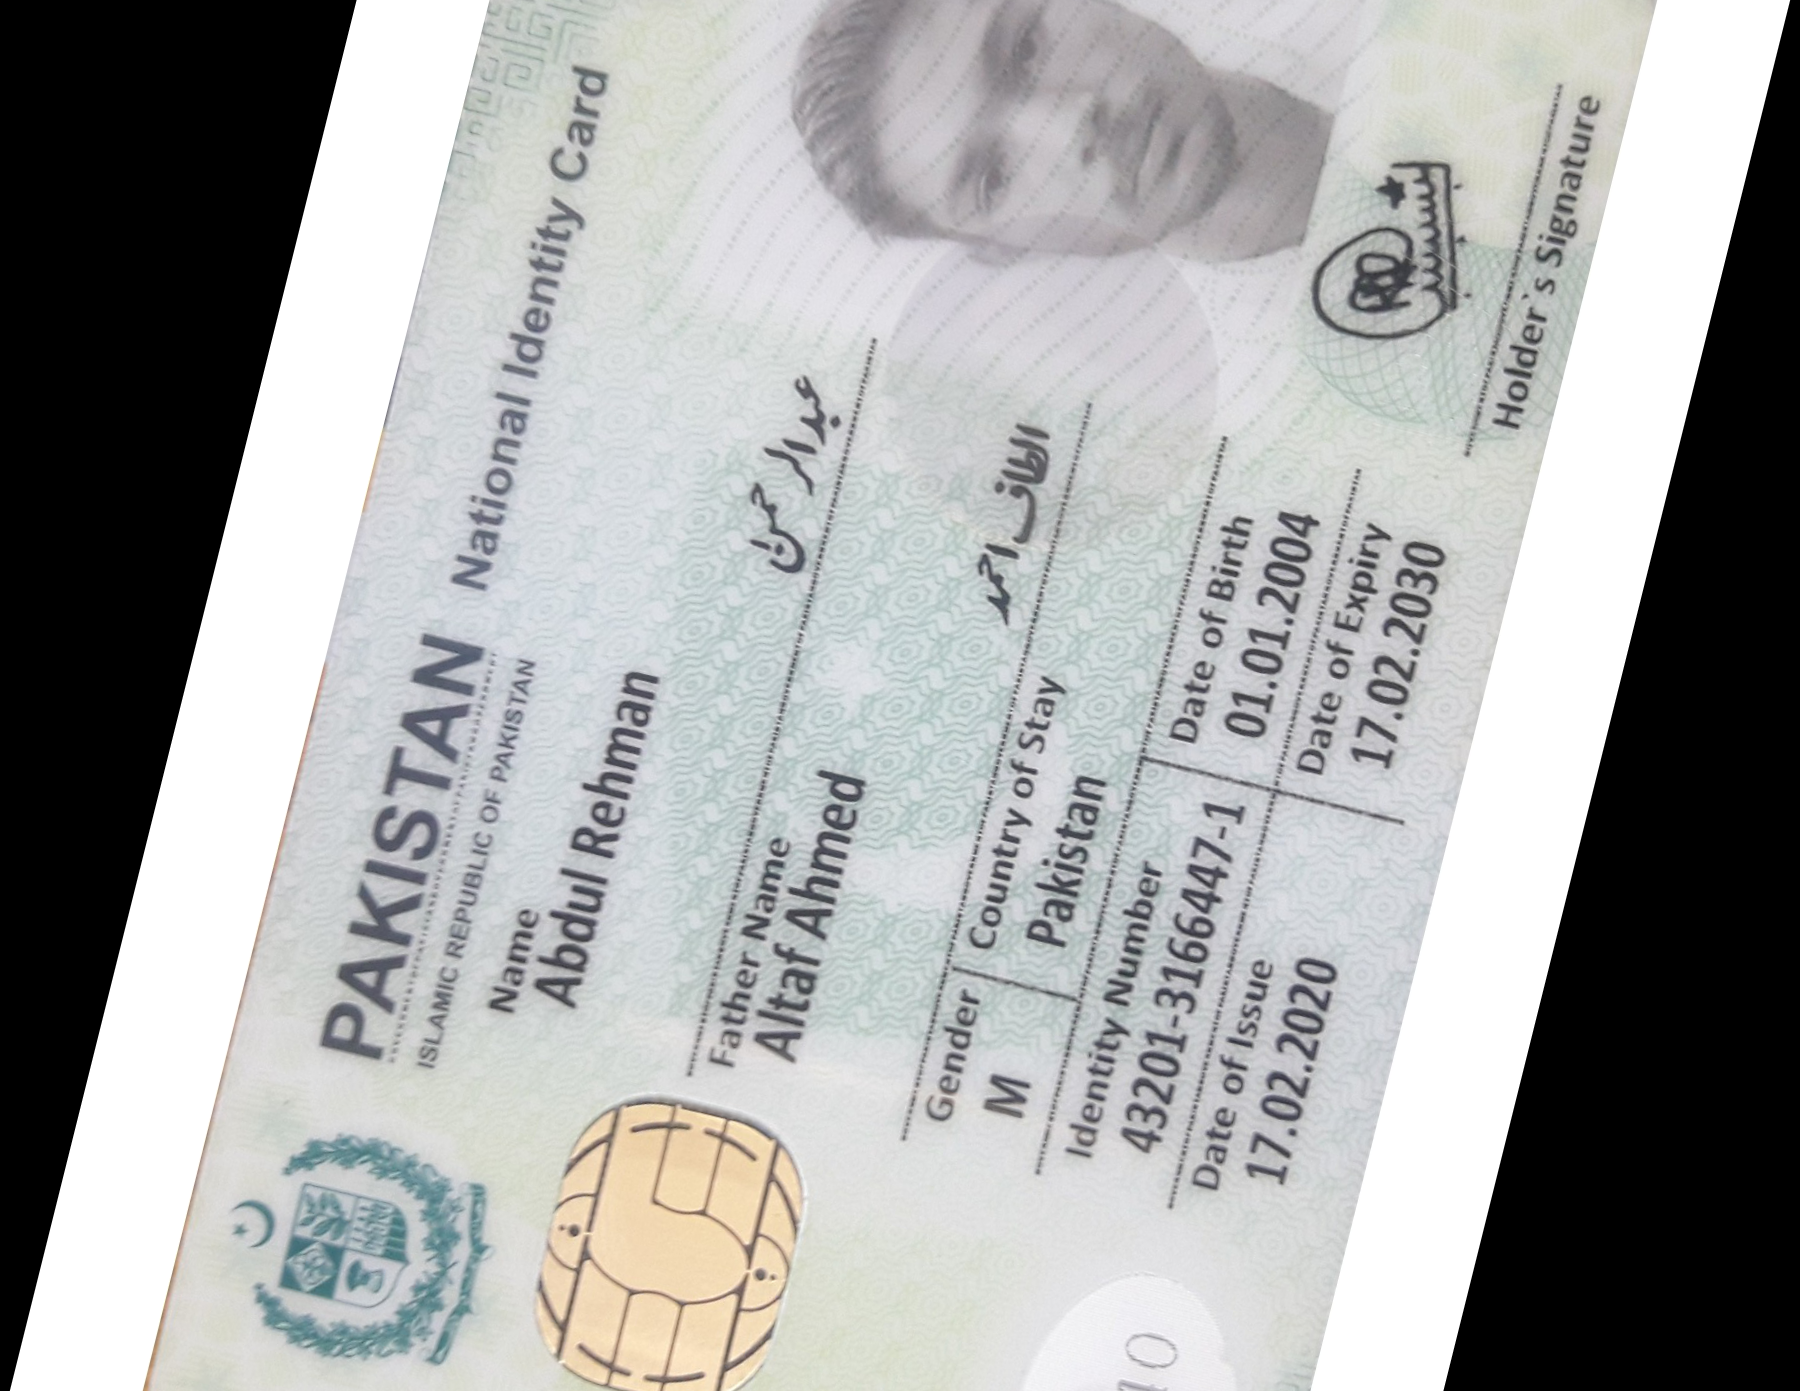 PAKISTAN National Identity Card
ISLAMIC REPUBLIC OF PAKISTAN
Name
Abdul Rehman
عبدالرحمن
Father Name
Altaf Ahmed
الطاف احمد
Gender Country of Stay
M Pakistan
Identity Number Date of Birth
43201-3166447-1 01.01.2004
Date of Issue Date of Expiry
17.02.2020 17.02.2030
Holder`s Signature